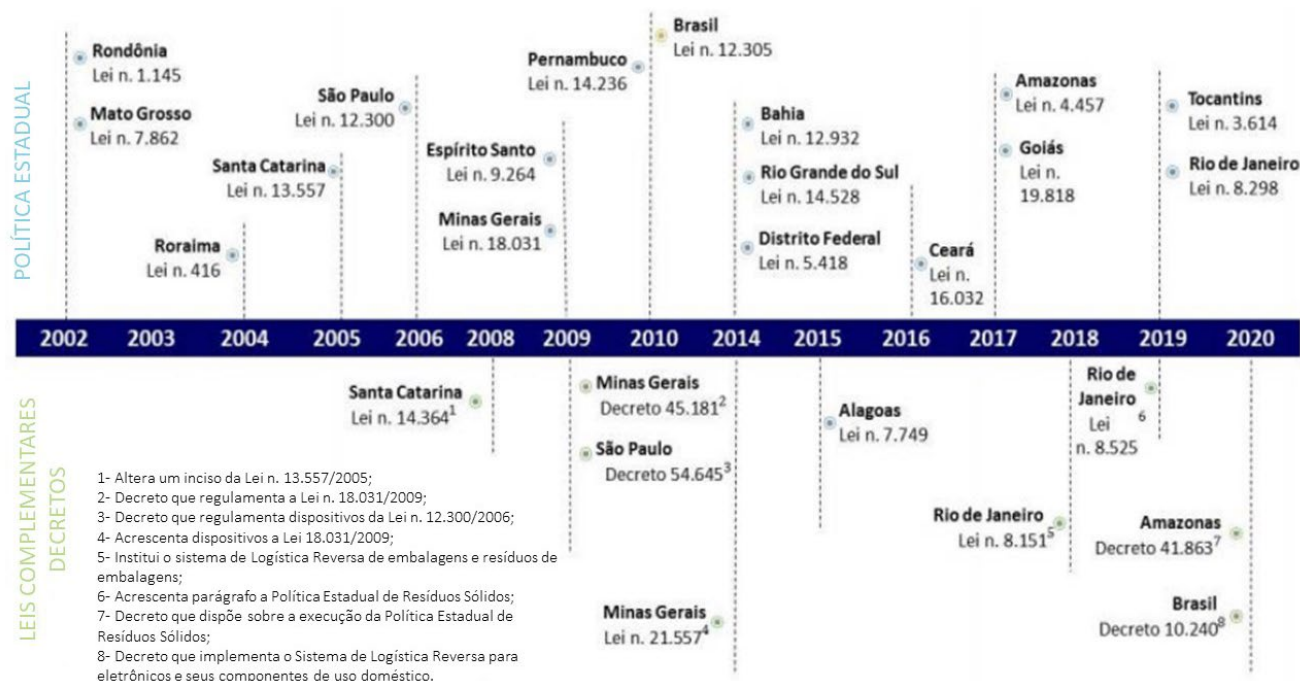 POLÍTICA ESTADUAL
Rondônia
Lei n. 1.145
Mato Grosso
Lei n. 7.862
Roraima
Lei n. 416
Santa Catarina
Lei n. 13.557
São Paulo
Lei n. 12.300
Espírito Santo
Lei n. 9.264
Minas Gerais
Lei n. 18.031
Pernambuco
Lei n. 14.236
Brasil
Lei n. 12.305
Bahia
Lei n. 12.932
Rio Grande do Sul
Lei n. 14.528
Distrito Federal
Lei n. 5.418
Ceará
Lei n.
16.032
Amazonas
Lei n. 4.457
Goiás
Lei n.
19.818
Tocantins
Lei n. 3.614
Rio de Janeiro
Lei n. 8.298
2002 2003 2004 2005 2006 2008 2009 2010 2014 2015 2016 2017 2018 2019 2020
LEIS COMPLEMENTARES
DECRETOS
Santa Catarina
Lei n. 14.364¹
Minas Gerais
Decreto 45.181²
São Paulo
Decreto 54.645³
Minas Gerais
Lei n. 21.557⁴
Alagoas
Lei n. 7.749
Rio de Janeiro
Lei n. 8.151⁵
Rio de
Janeiro
Lei ⁶
n. 8.525
Amazonas
Decreto 41.863⁷
Brasil
Decreto 10.240⁸
1- Altera um inciso da Lei n. 13.557/2005;
2- Decreto que regulamenta a Lei n. 18.031/2009;
3- Decreto que regulamenta dispositivos da Lei n. 12.300/2006;
4- Acrescenta dispositivos a Lei 18.031/2009;
5- Institui o sistema de Logística Reversa de embalagens e resíduos de
embalagens;
6- Acrescenta parágrafo a Política Estadual de Resíduos Sólidos;
7- Decreto que dispõe sobre a execução da Política Estadual de
Resíduos Sólidos;
8- Decreto que implementa o Sistema de Logística Reversa para
eletrônicos e seus componentes de uso doméstico.